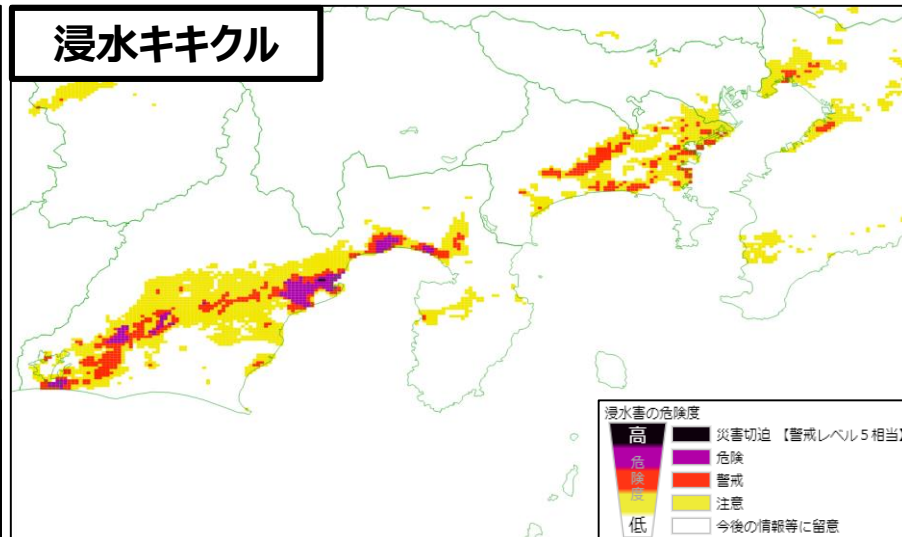 浸水キキクル
浸水害の危険度
高
危険度
低
災害切迫 【警戒レベル5相当】
危険
警戒
注意
今後の情報等に留意